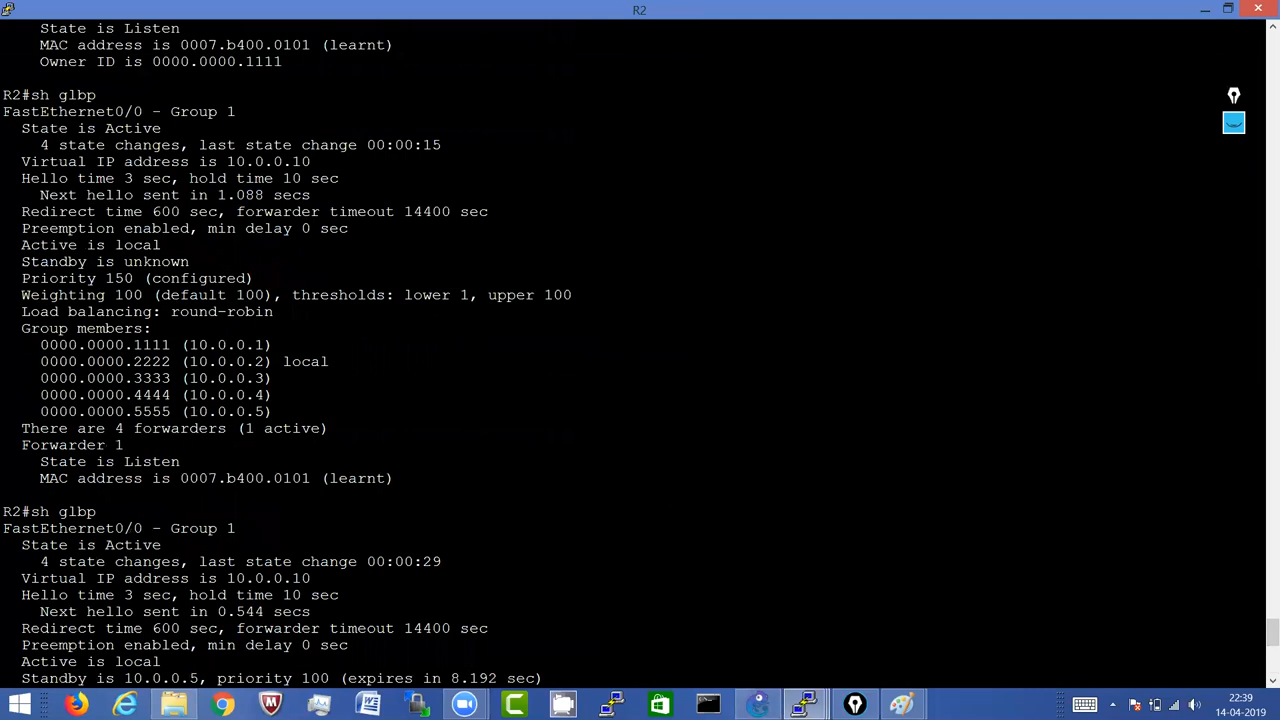 R2
State is Listen
MAC address is 0007.b400.0101 (learnt)
Owner ID is 0000.0000.1111
R2#sh glbp
FastEthernet0/0 - Group 1
State is Active
4 state changes, last state change 00:00:15
Virtual IP address is 10.0.0.10
Hello time 3 sec, hold time 10 sec
Next hello sent in 1.088 secs
Redirect time 600 sec, forwarder timeout 14400 sec
Preemption enabled, min delay 0 sec
Active is local
Standby is unknown
Priority 150 (configured)
Weighting 100 (default 100), thresholds: lower 1, upper 100
Load balancing: round-robin
Group members:
0000.0000.1111 (10.0.0.1)
0000.0000.2222 (10.0.0.2) local
0000.0000.3333 (10.0.0.3)
0000.0000.4444 (10.0.0.4)
0000.0000.5555 (10.0.0.5)
There are 4 forwarders (1 active)
Forwarder 1
State is Listen
MAC address is 0007.b400.0101 (learnt)
R2#sh glbp
FastEthernet0/0 - Group 1
State is Active
4 state changes, last state change 00:00:29
Virtual IP address is 10.0.0.10
Hello time 3 sec, hold time 10 sec
Next hello sent in 0.544 secs
Redirect time 600 sec, forwarder timeout 14400 sec
Preemption enabled, min delay 0 sec
Active is local
Standby is 10.0.0.5, priority 100 (expires in 8.192 sec)
22:39
14-04-2019